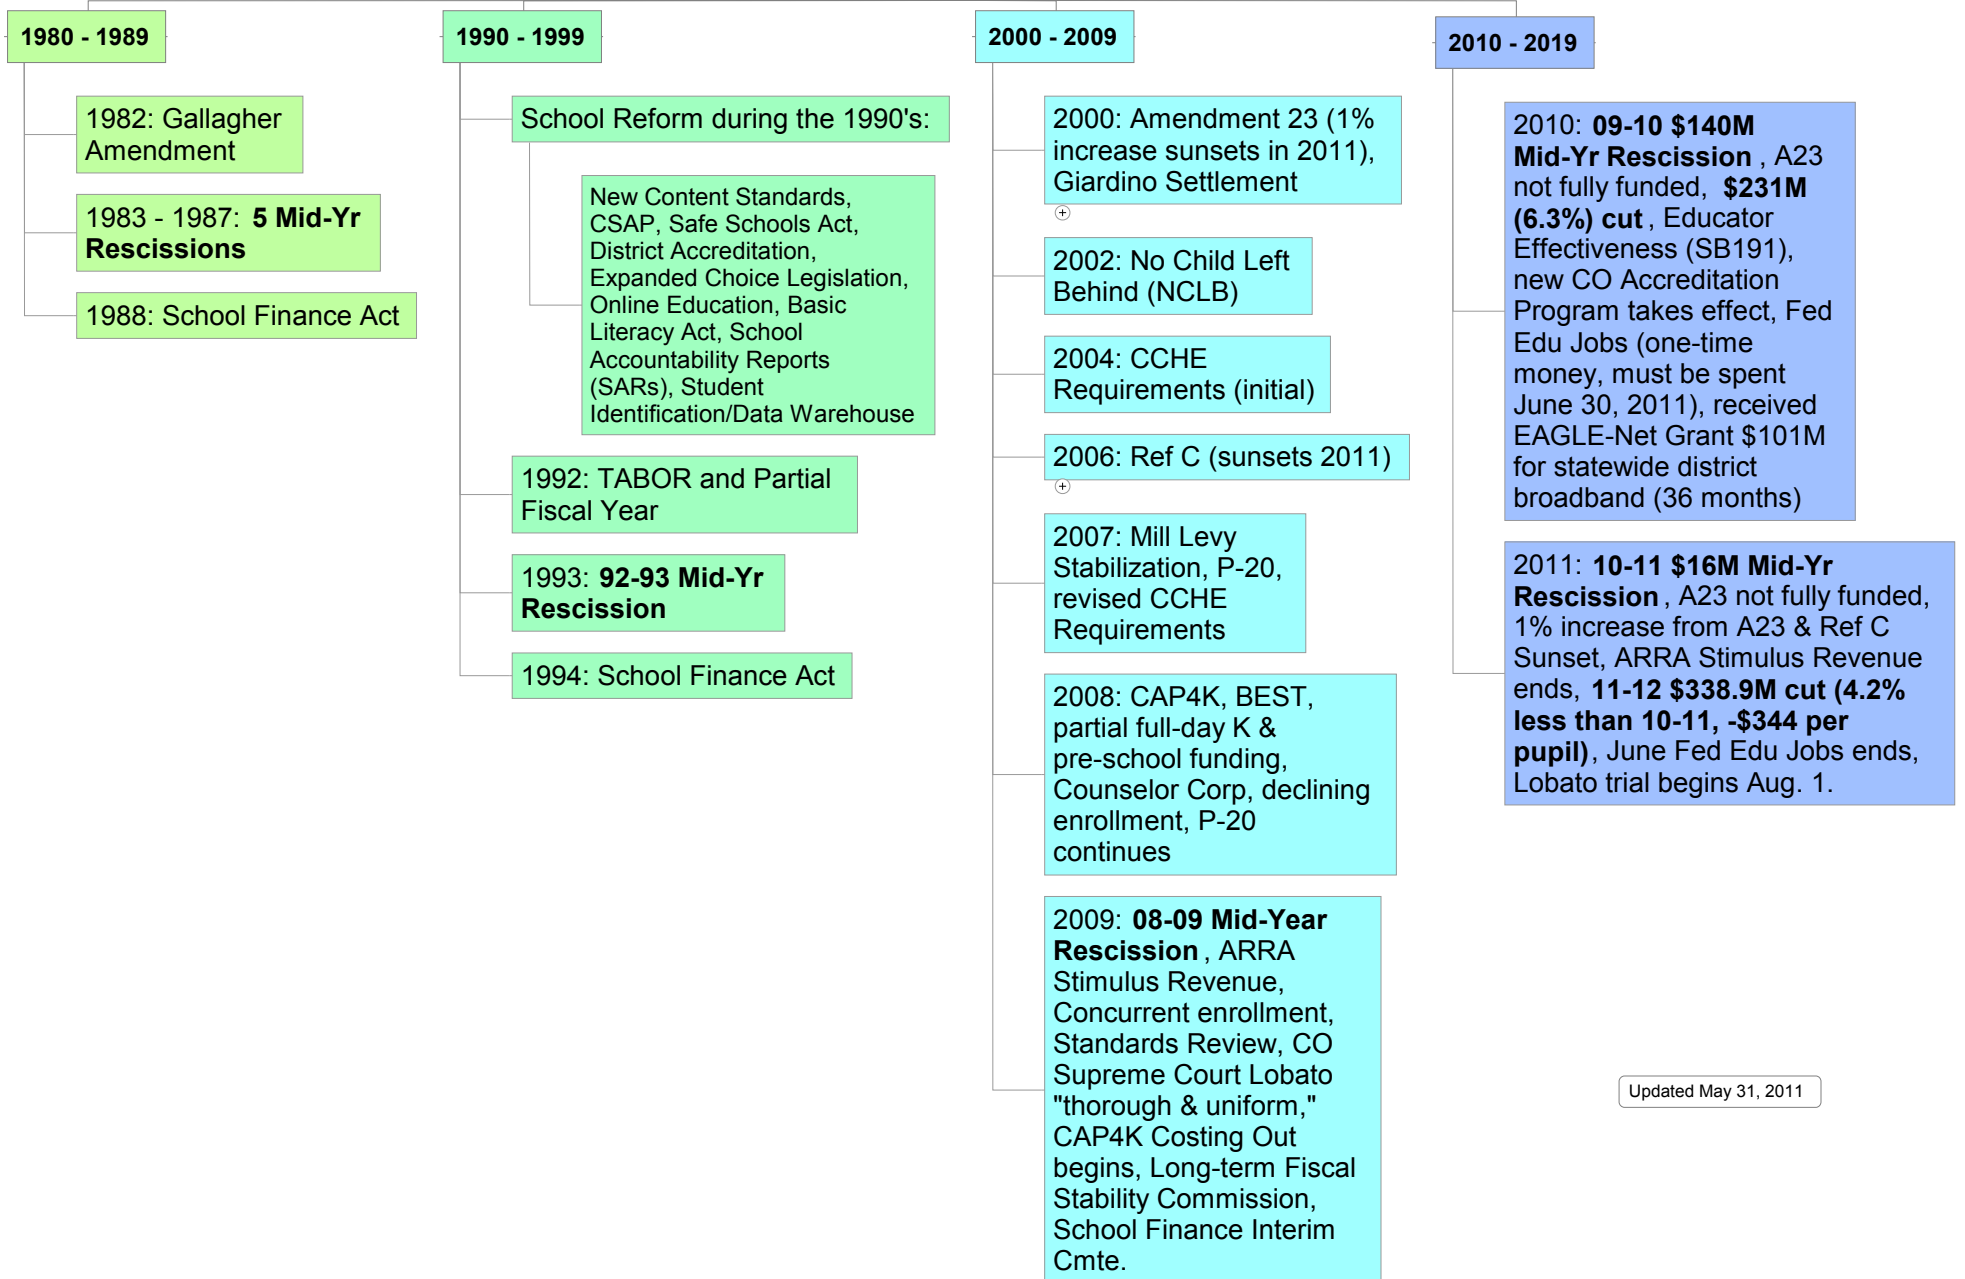 1980 - 1989
1982: Gallagher
Amendment
1983 - 1987: 5 Mid-Yr
Rescissions
1988: School Finance Act
1990 - 1999
School Reform during the 1990's:
New Content Standards,
CSAP, Safe Schools Act,
District Accreditation,
Expanded Choice Legislation,
Online Education, Basic
Literacy Act, School
Accountability Reports
(SARs), Student
Identification/Data Warehouse
1992: TABOR and Partial
Fiscal Year
1993: 92-93 Mid-Yr
Rescission
1994: School Finance Act
2000 - 2009
2000: Amendment 23 (1%
increase sunsets in 2011),
Giardino Settlement
2002: No Child Left
Behind (NCLB)
2004: CCHE
Requirements (initial)
2006: Ref C (sunsets 2011)
2007: Mill Levy
Stabilization, P-20,
revised CCHE
Requirements
2008: CAP4K, BEST,
partial full-day K &
pre-school funding,
Counselor Corp, declining
enrollment, P-20
continues
2009: 08-09 Mid-Year
Rescission , ARRA
Stimulus Revenue,
Concurrent enrollment,
Standards Review, CO
Supreme Court Lobato
"thorough & uniform,"
CAP4K Costing Out
begins, Long-term Fiscal
Stability Commission,
School Finance Interim
Cmte.
2010 - 2019
2010: 09-10 $140M
Mid-Yr Rescission , A23
not fully funded, $231M
(6.3%) cut , Educator
Effectiveness (SB191),
new CO Accreditation
Program takes effect, Fed
Edu Jobs (one-time
money, must be spent
June 30, 2011), received
EAGLE-Net Grant $101M
for statewide district
broadband (36 months)
2011: 10-11 $16M Mid-Yr
Rescission , A23 not fully funded,
1% increase from A23 & Ref C
Sunset, ARRA Stimulus Revenue
ends, 11-12 $338.9M cut (4.2%
less than 10-11, -$344 per
pupil) , June Fed Edu Jobs ends,
Lobato trial begins Aug. 1.
Updated May 31, 2011